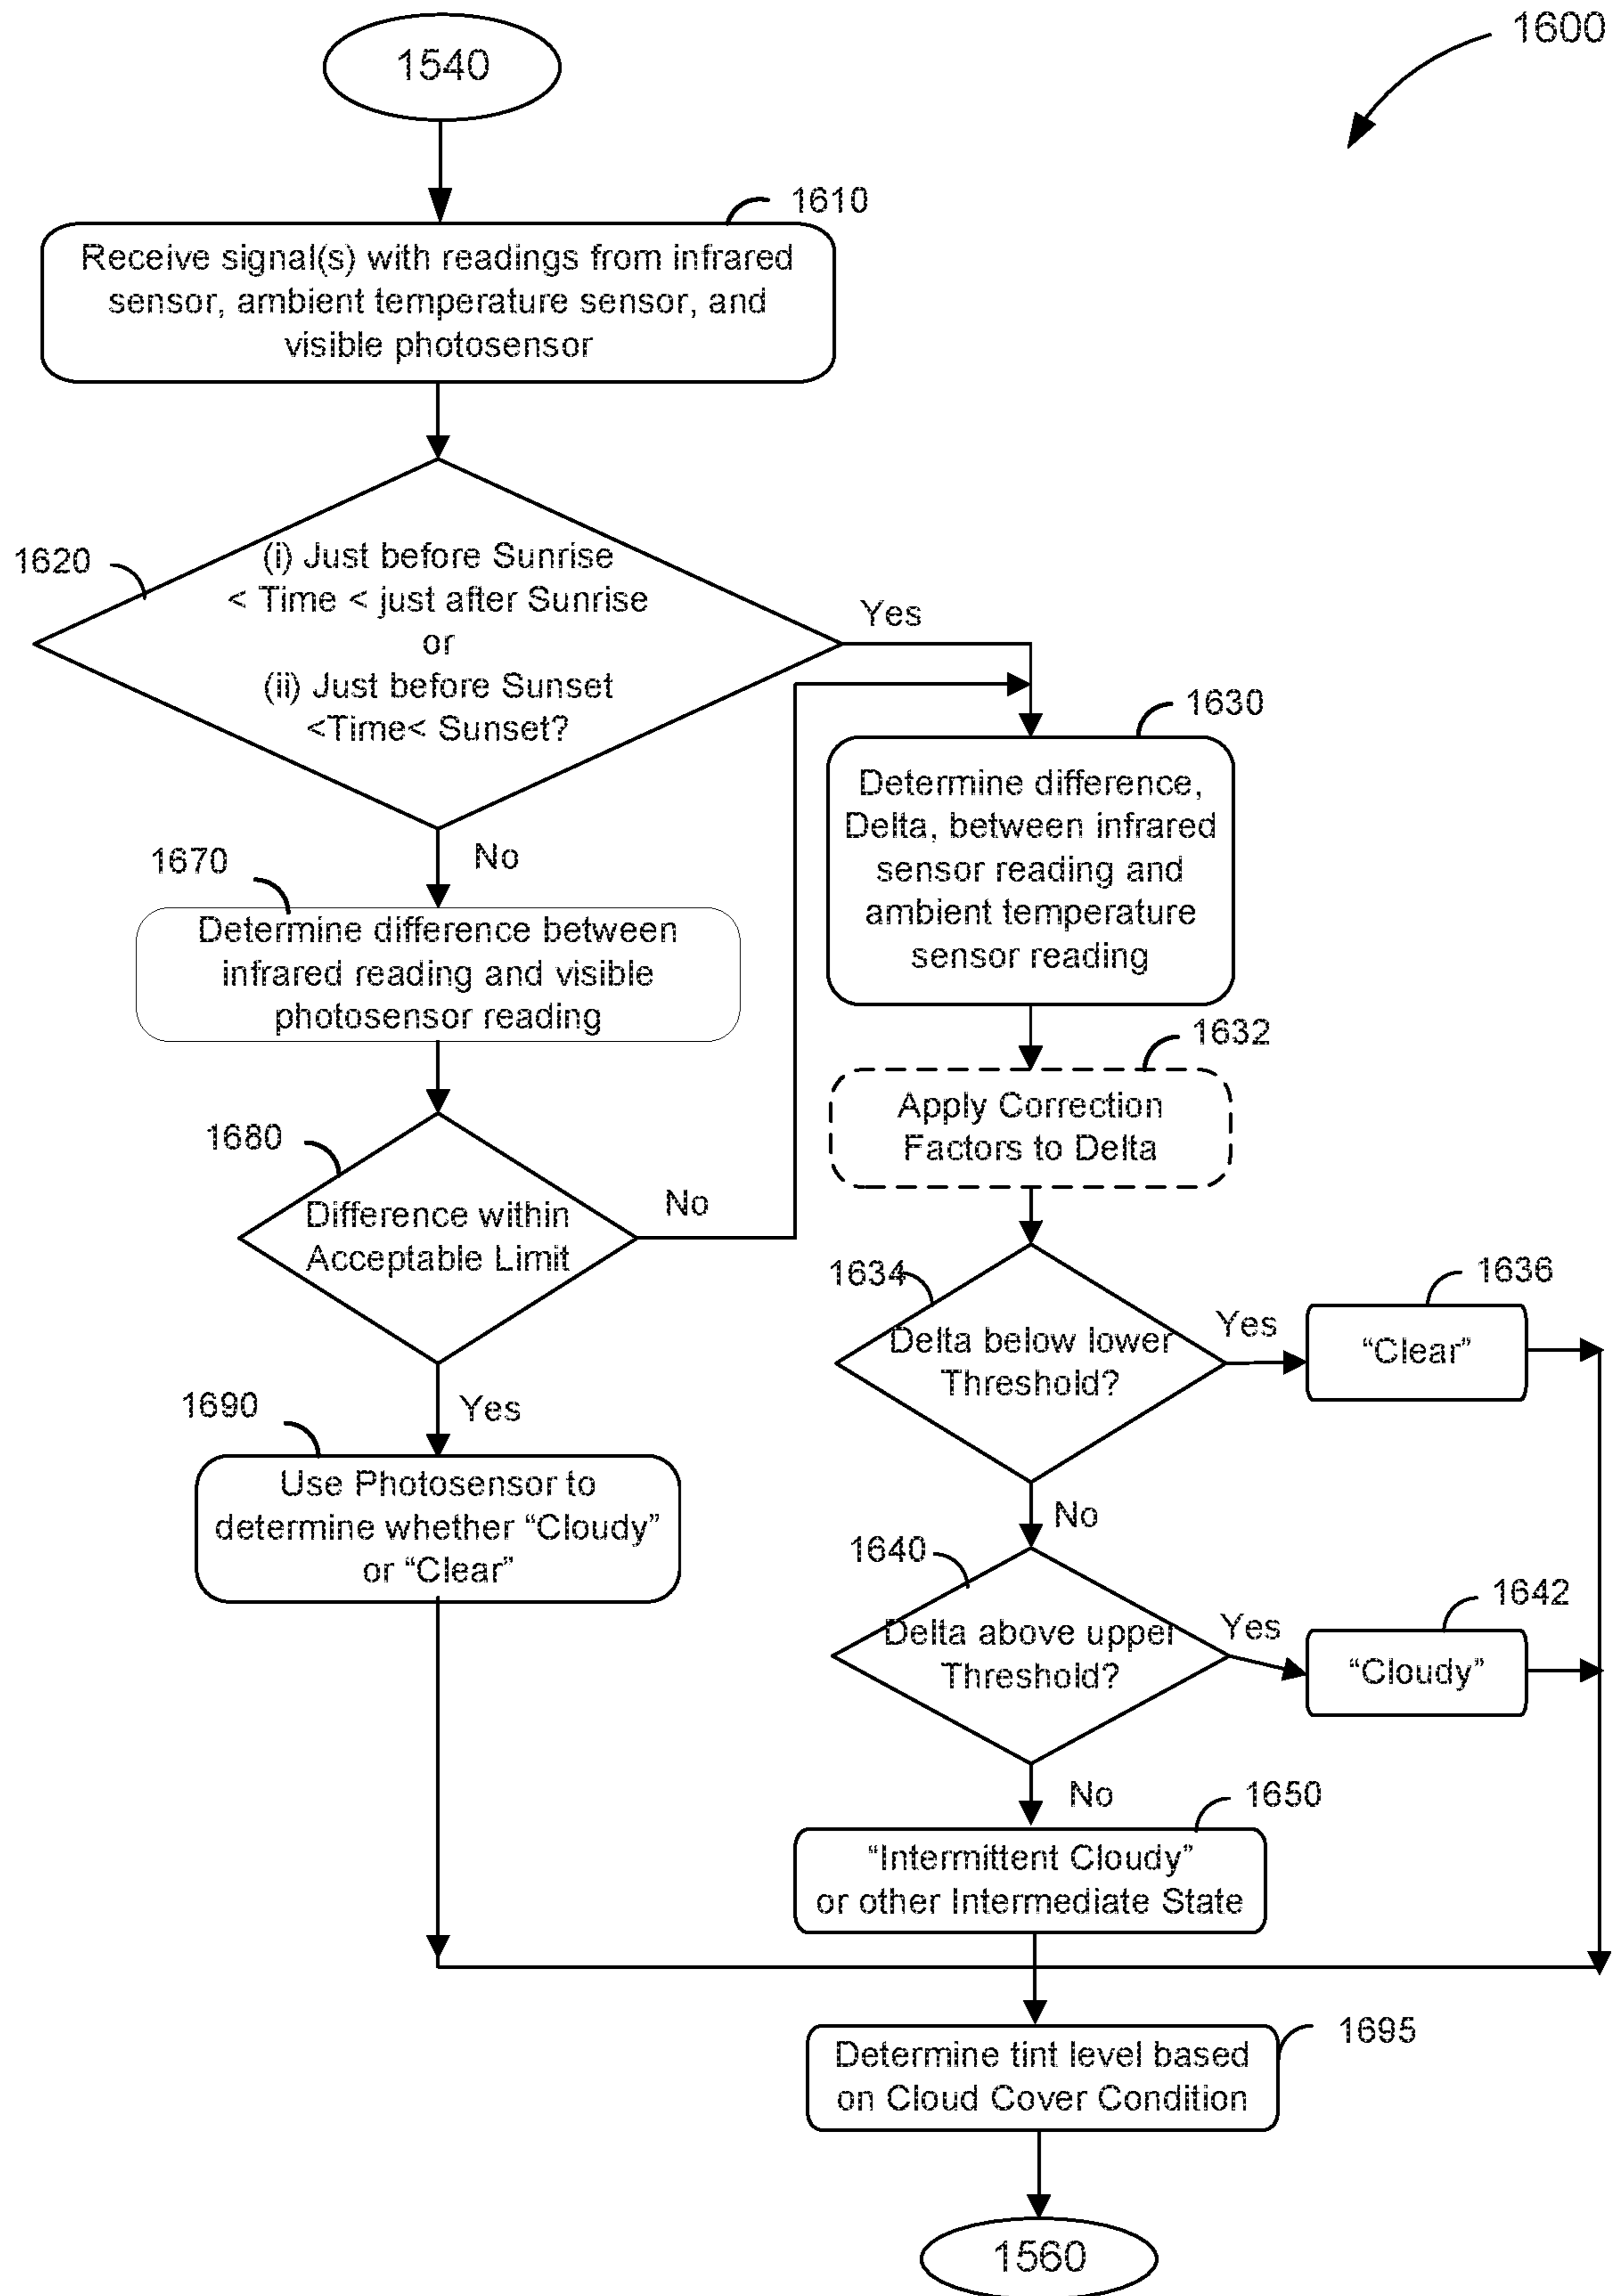 1600
1540
1610
Receive signal(s) with readings from infrared
sensor, ambient temperature sensor, and
visible photosensor
1620
(i) Just before Sunrise
< Time < just after Sunrise
or
(ii) Just before Sunset
<Time< Sunset?
Yes
No
1630
Determine difference,
Delta, between infrared
sensor reading and
ambient temperature
sensor reading
1670
Determine difference between
infrared reading and visible
photosensor reading
1632
Apply Correction
Factors to Delta
1680
Difference within
Acceptable Limit
No
Yes
1634
Delta below lower
Threshold?
Yes
1636
“Clear”
No
1690
Use Photosensor to
determine whether “Cloudy”
or “Clear”
1640
Delta above upper
Threshold?
Yes
1642
“Cloudy”
No
1650
“Intermittent Cloudy”
or other Intermediate State
1695
Determine tint level based
on Cloud Cover Condition
1560